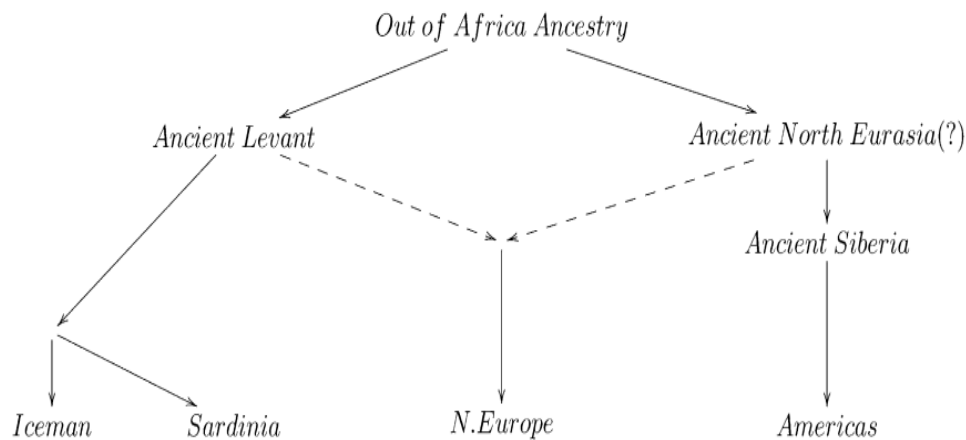 Out of Africa Ancestry
Ancient Levant
Ancient North Eurasia(?)
Ancient Siberia
Iceman
Sardinia
N.Europe
Americas